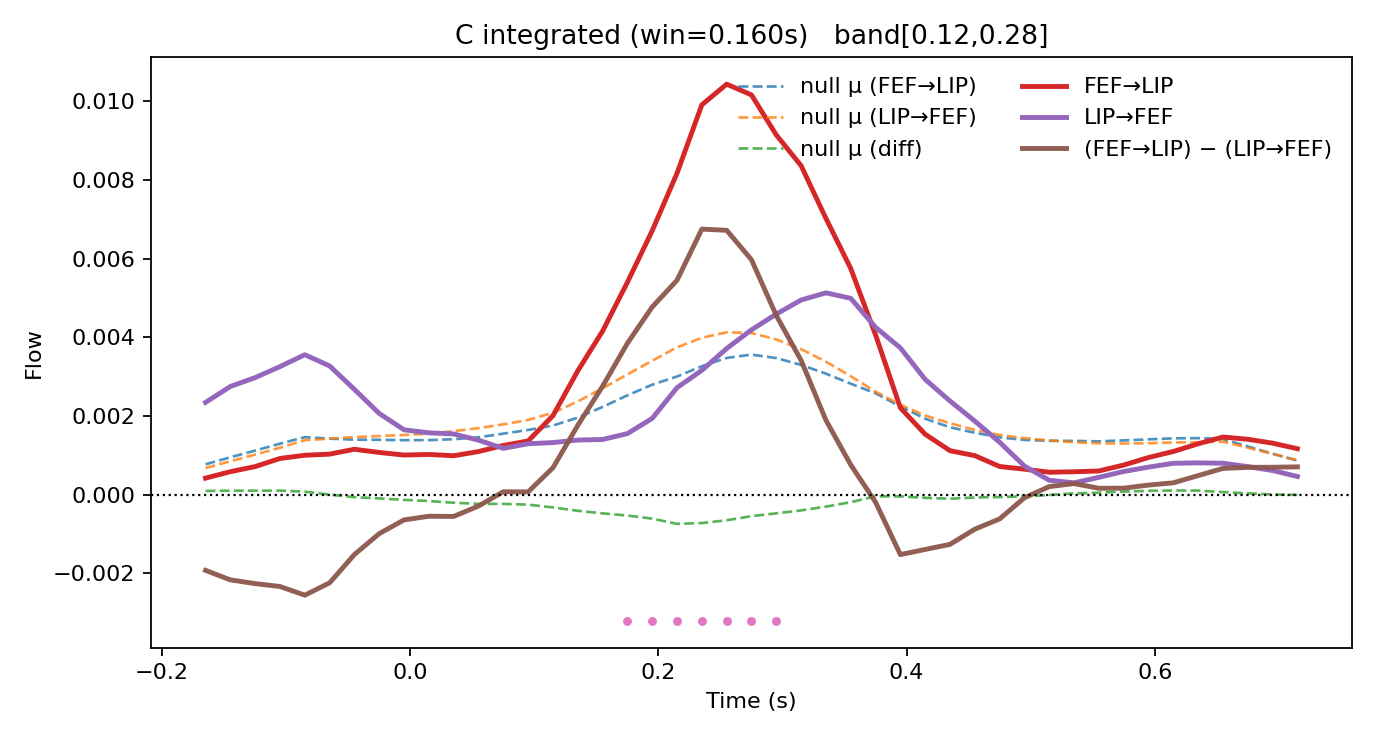 C integrated (win=0.160s)   band[0.12,0.28]
null μ (FEF→LIP)
null μ (LIP→FEF)
null μ (diff)
FEF→LIP
LIP→FEF
(FEF→LIP) − (LIP→FEF)
Flow
0.010
0.008
0.006
0.004
0.002
0.000
−0.002
−0.2
0.0
0.2
0.4
0.6
Time (s)